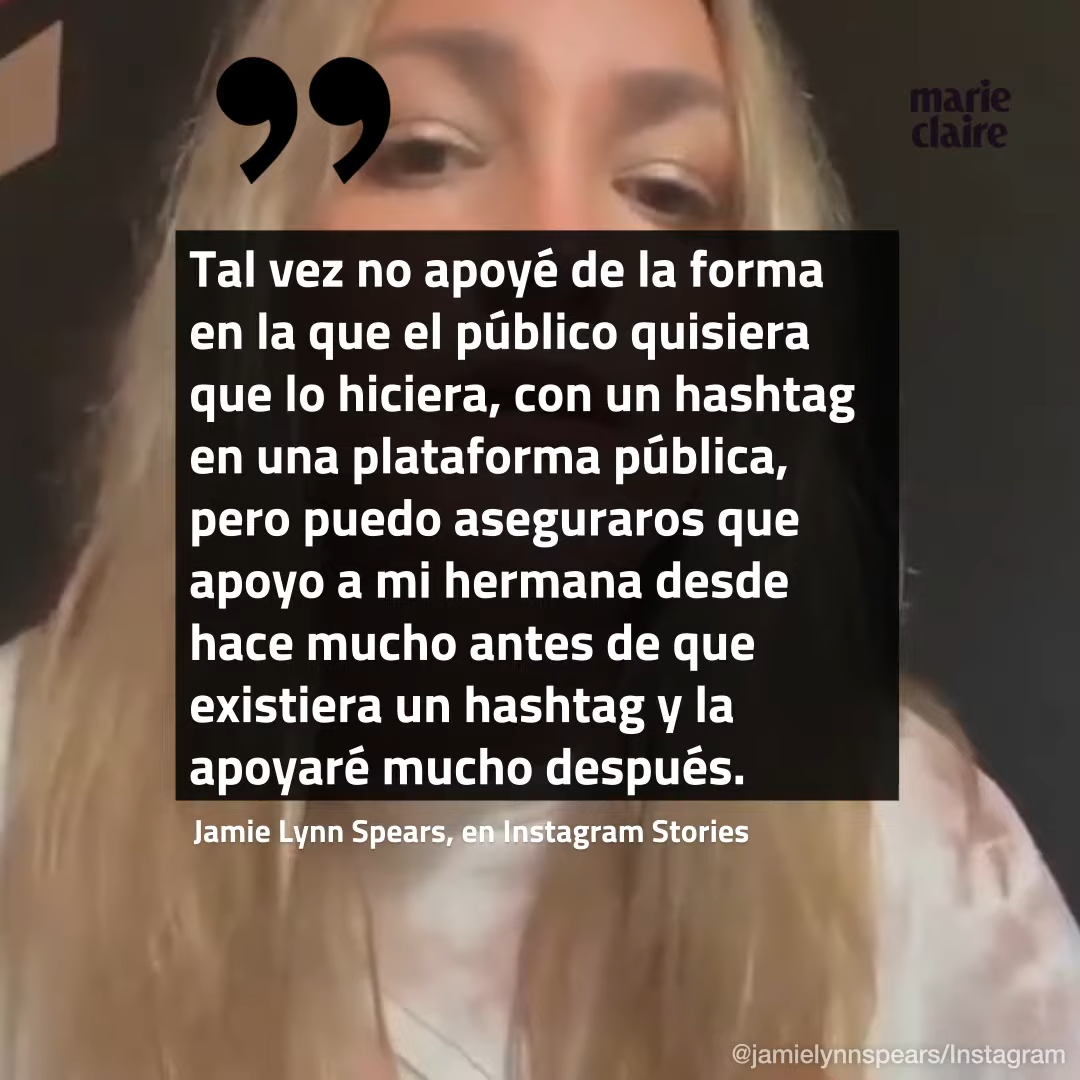 ”
marie
claire
Tal vez no apoyé de la forma
en la que el público quisiera
que lo hiciera, con un hashtag
en una plataforma pública,
pero puedo aseguraros que
apoyo a mi hermana desde
hace mucho antes de que
existiera un hashtag y la
apoyaré mucho después.
Jamie Lynn Spears, en Instagram Stories
@jamielynnspears/Instagram